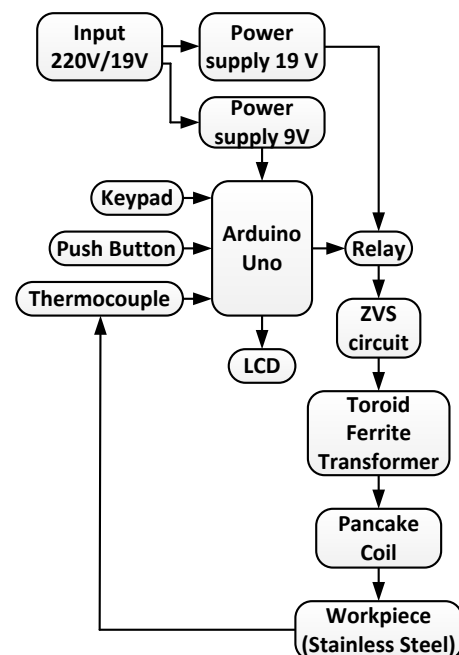 Input
220V/19V
Power
supply 19 V
Power
supply 9V
Keypad
Push Button
Thermocouple
Arduino
Uno
Relay
LCD
ZVS
circuit
Toroid
Ferrite
Transformer
Pancake
Coil
Workpiece
(Stainless Steel)